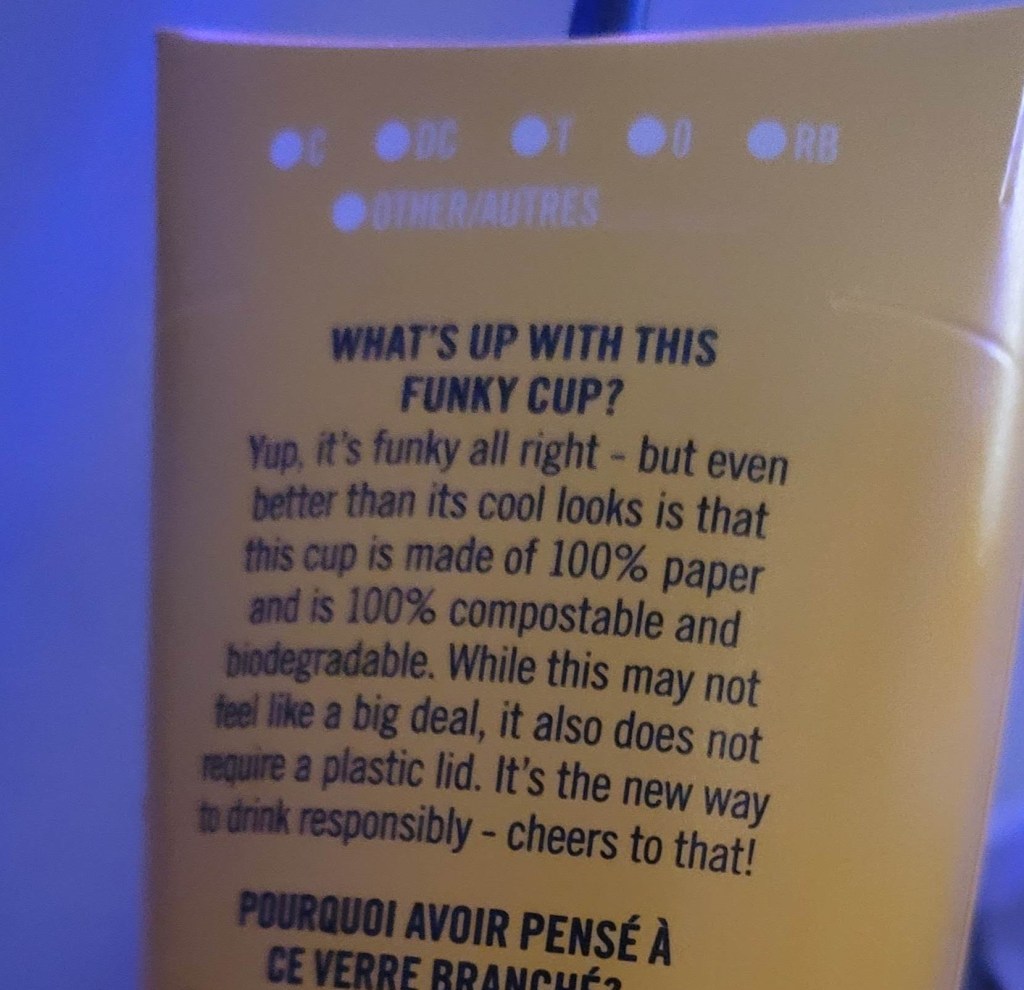 C DC T O RB
OTHER/AUTRES
WHAT'S UP WITH THIS
FUNKY CUP?
Yup, it's funky all right - but even
better than its cool looks is that
this cup is made of 100% paper
and is 100% compostable and
biodegradable. While this may not
feel like a big deal, it also does not
require a plastic lid. It's the new way
to drink responsibly - cheers to that!
POURQUOI AVOIR PENSÉ À
CE VERRE BRANCHÉ?